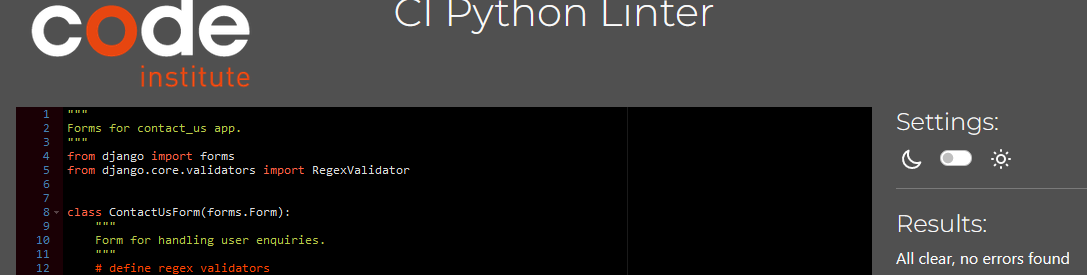 code
institute
CI Python Linter
1 """
2 Forms for contact_us app.
3 """
4 from django import forms
5 from django.core.validators import RegexValidator
6
7
8 class ContactUsForm(forms.Form):
9 """
10 Form for handling user enquiries.
11 """
12 # define regex validators
Settings:
Results:
All clear, no errors found